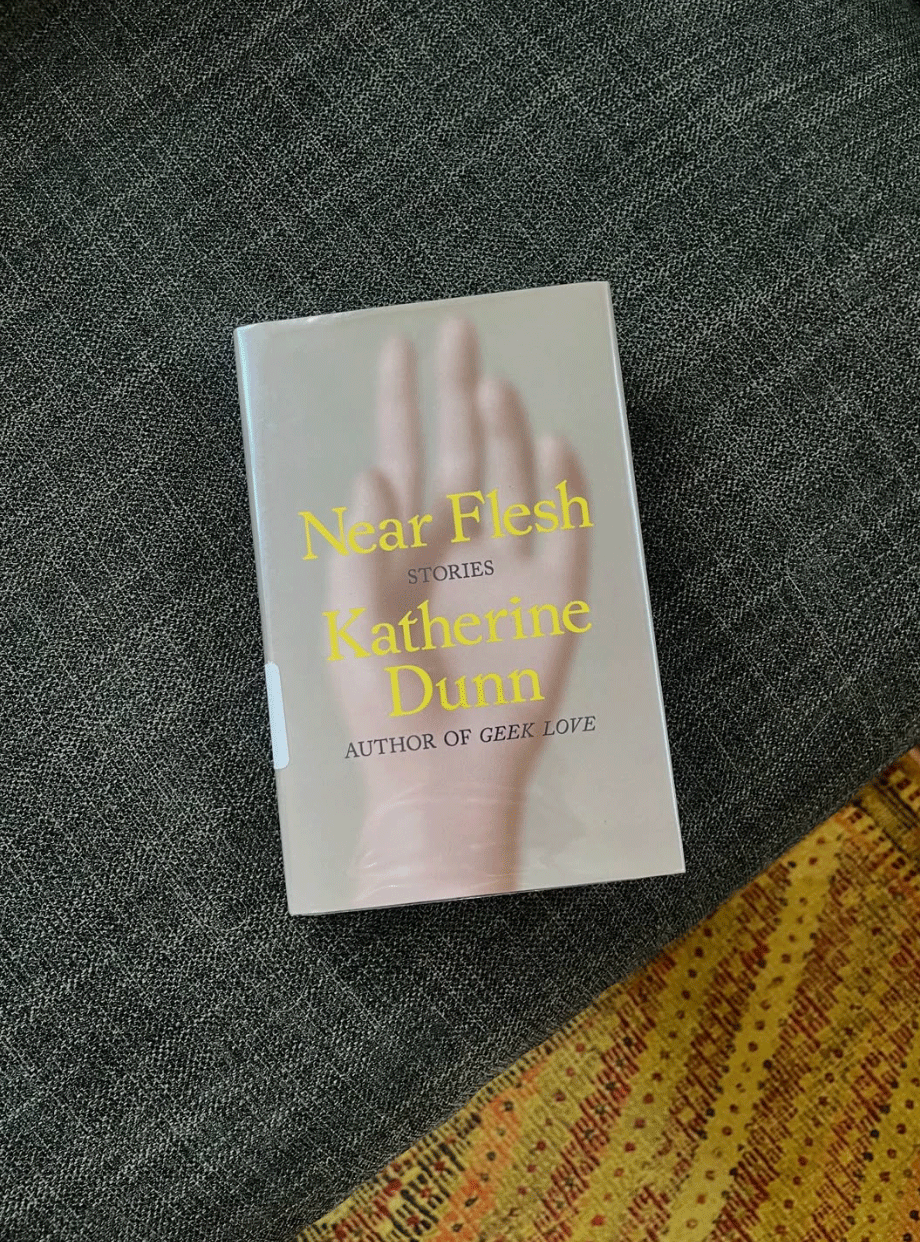 Near Flesh
STORIES
Katherine
Dunn
AUTHOR OF GEEK LOVE